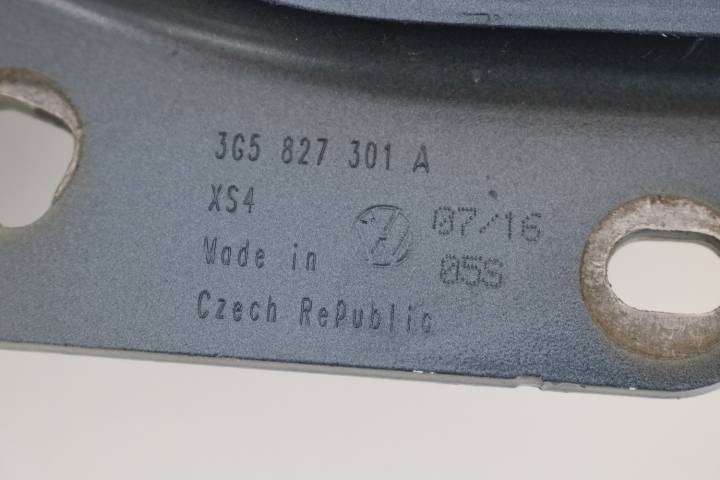 3G5 827 301 A
XS4
07/16
Made in
05S
Czech Republic